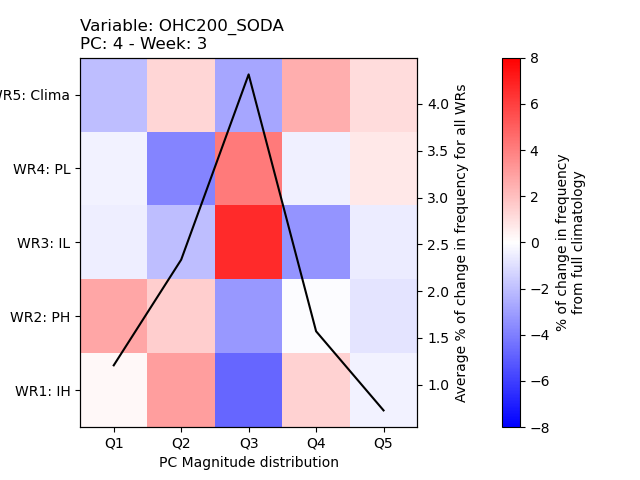 Variable: OHC200_SODA
PC: 4 - Week: 3
R5: Clima
WR4: PL
WR3: IL
WR2: PH
WR1: IH
Q1 Q2 Q3 Q4 Q5
PC Magnitude distribution
4.0
3.5
3.0
2.5
2.0
1.5
1.0
Average % of change in frequency for all WRs
8
6
4
2
0
−2
−4
−6
−8
% of change in frequency
from full climatology